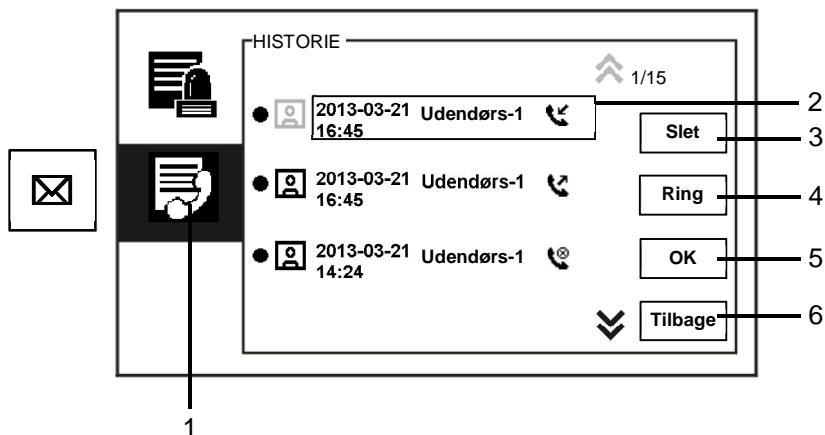 HISTORIE
1/15
2013-03-21 Udendørs-1
16:45
2
Slet
3
2013-03-21 Udendørs-1
16:45
Ring
4
2013-03-21 Udendørs-1
14:24
OK
5
Tilbage
6
1